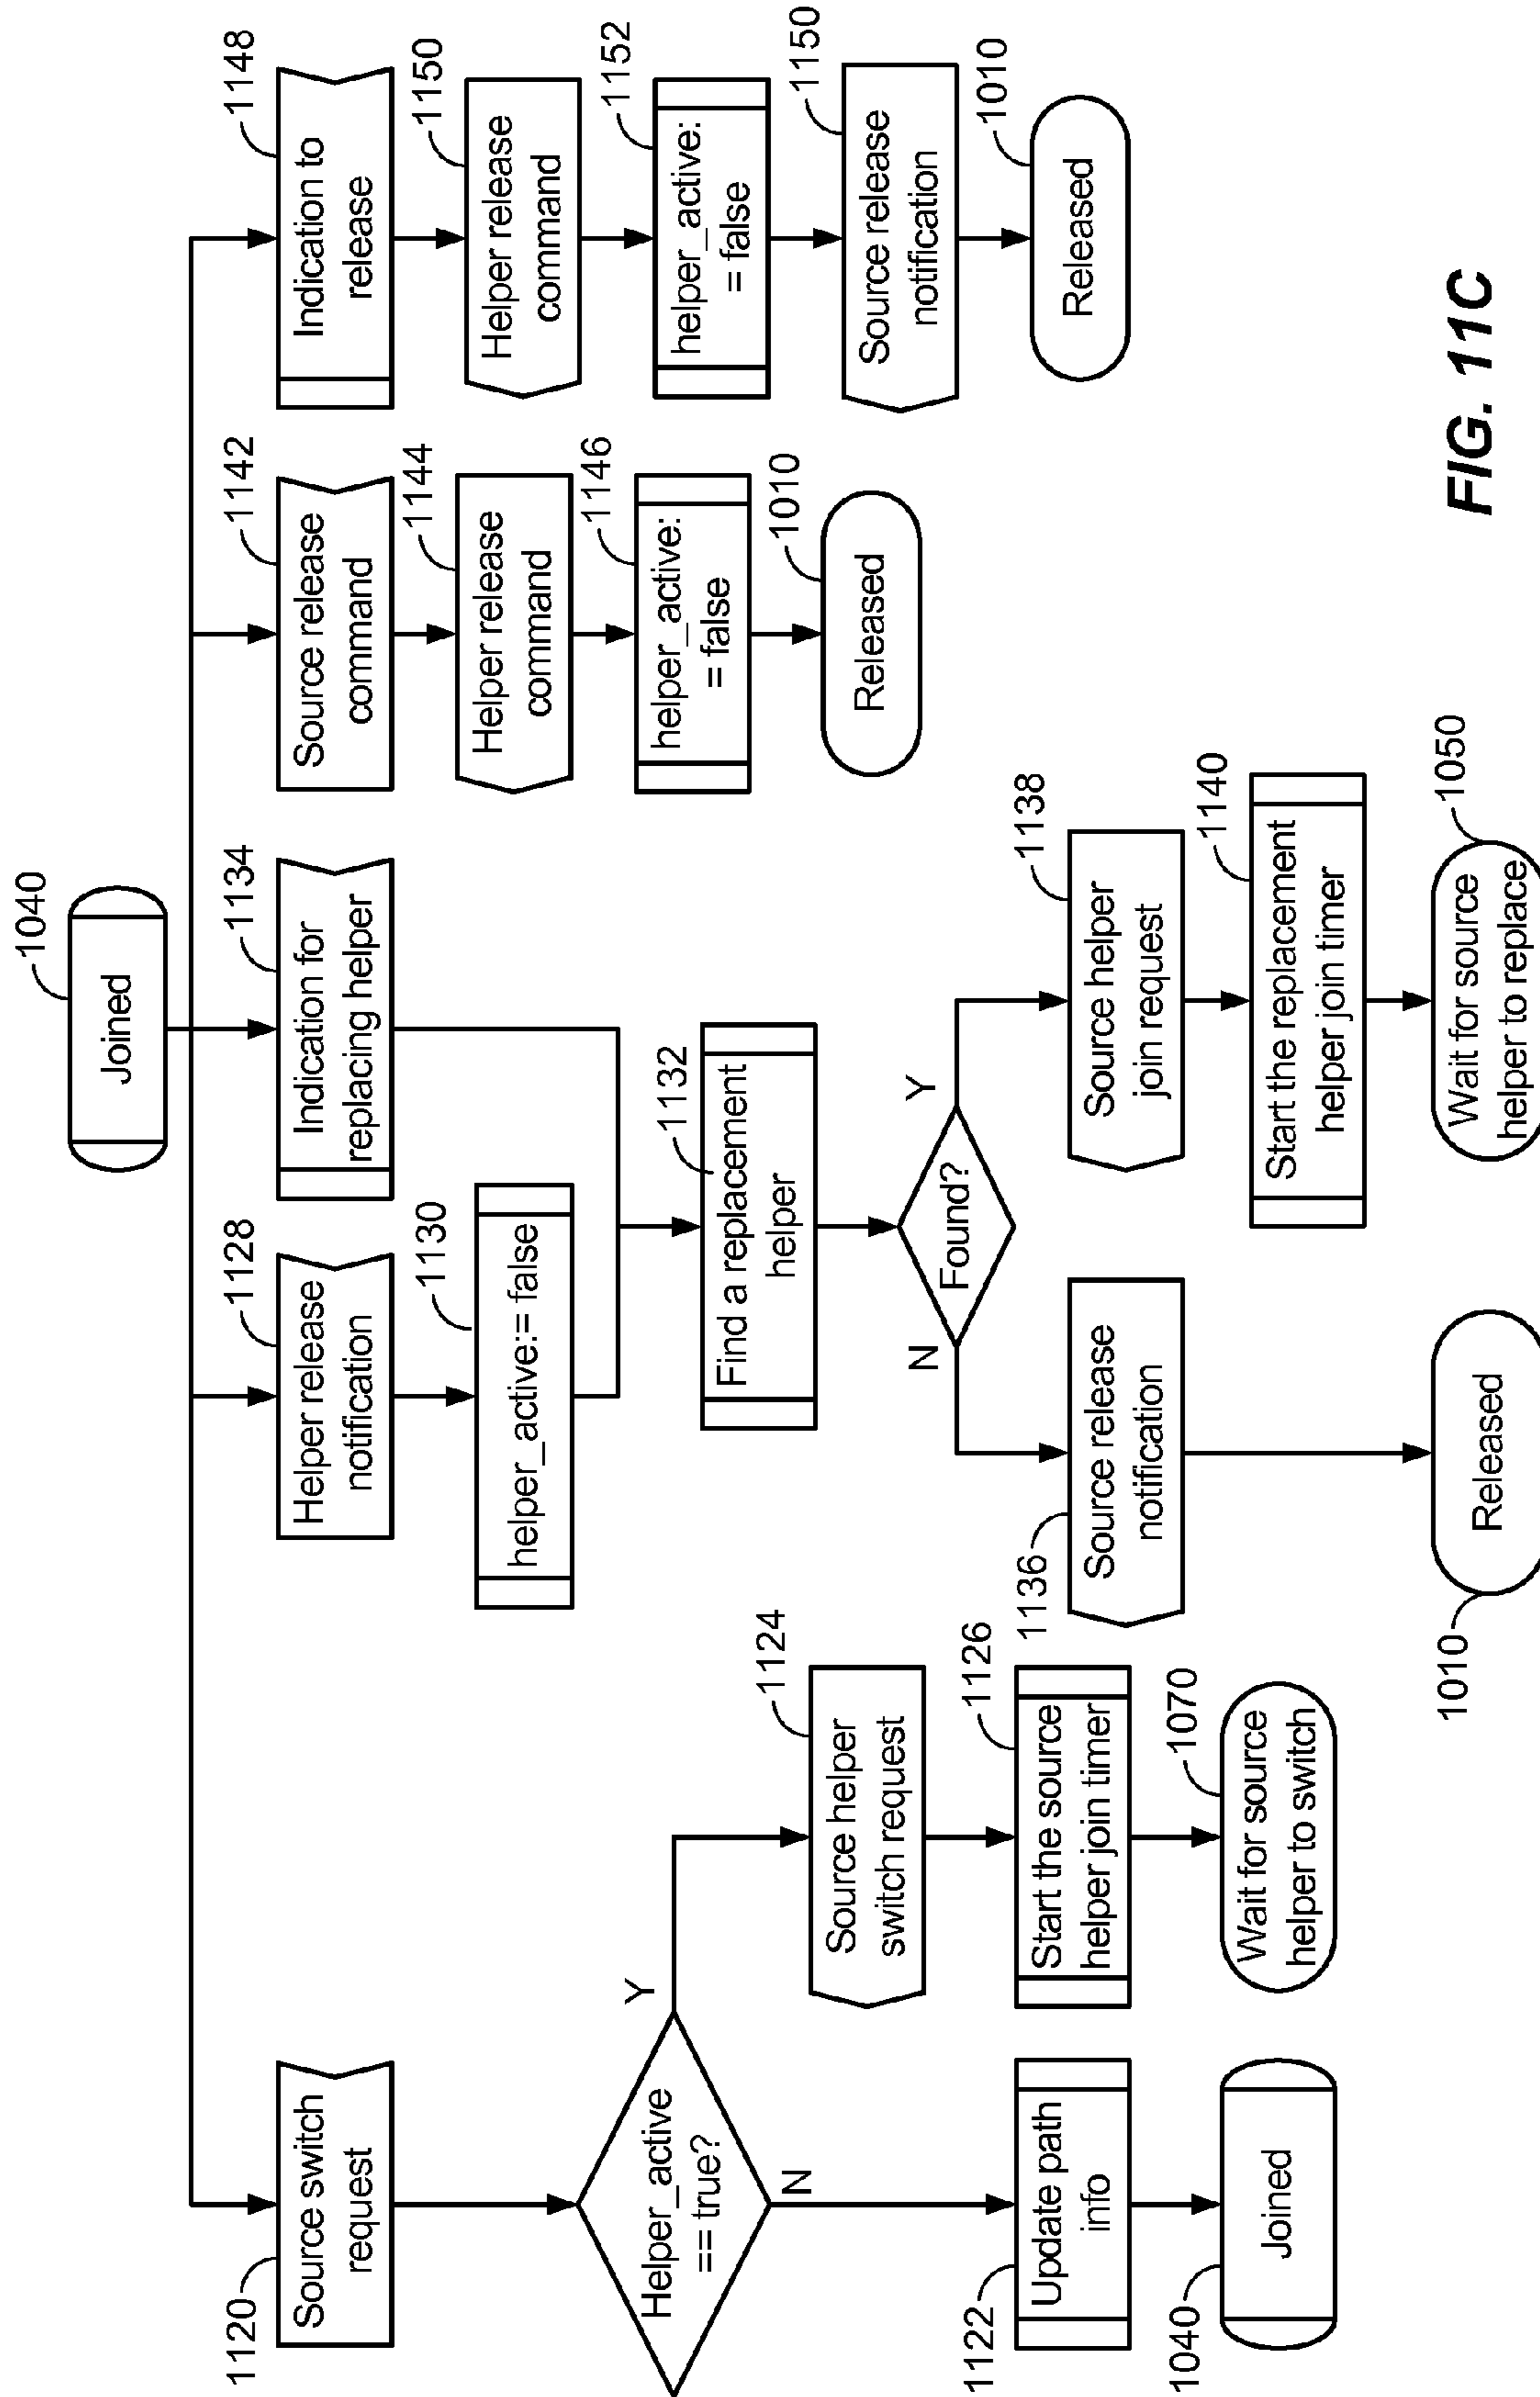 1040
Joined
1120
Source switch
request
Helper_active
== true?
Y
N
1122
Update path
info
1040
Joined
1124
Source helper
switch request
1126
Start the source
helper join timer
1070
Wait for source
helper to switch
1128
Helper release
notification
1130
helper_active:= false
1134
Indication for
replacing helper
1132
Find a replacement
helper
Found?
N
Y
1136
Source release
notification
1010
Released
1138
Source helper
join request
1140
Start the replacement
helper join timer
1050
Wait for source
helper to replace
1142
Source release
command
1144
Helper release
command
1146
helper_active:
= false
1010
Released
1148
Indication to
release
1150
Helper release
command
1152
helper_active:
= false
1150
Source release
notification
1010
Released
FIG. 11C